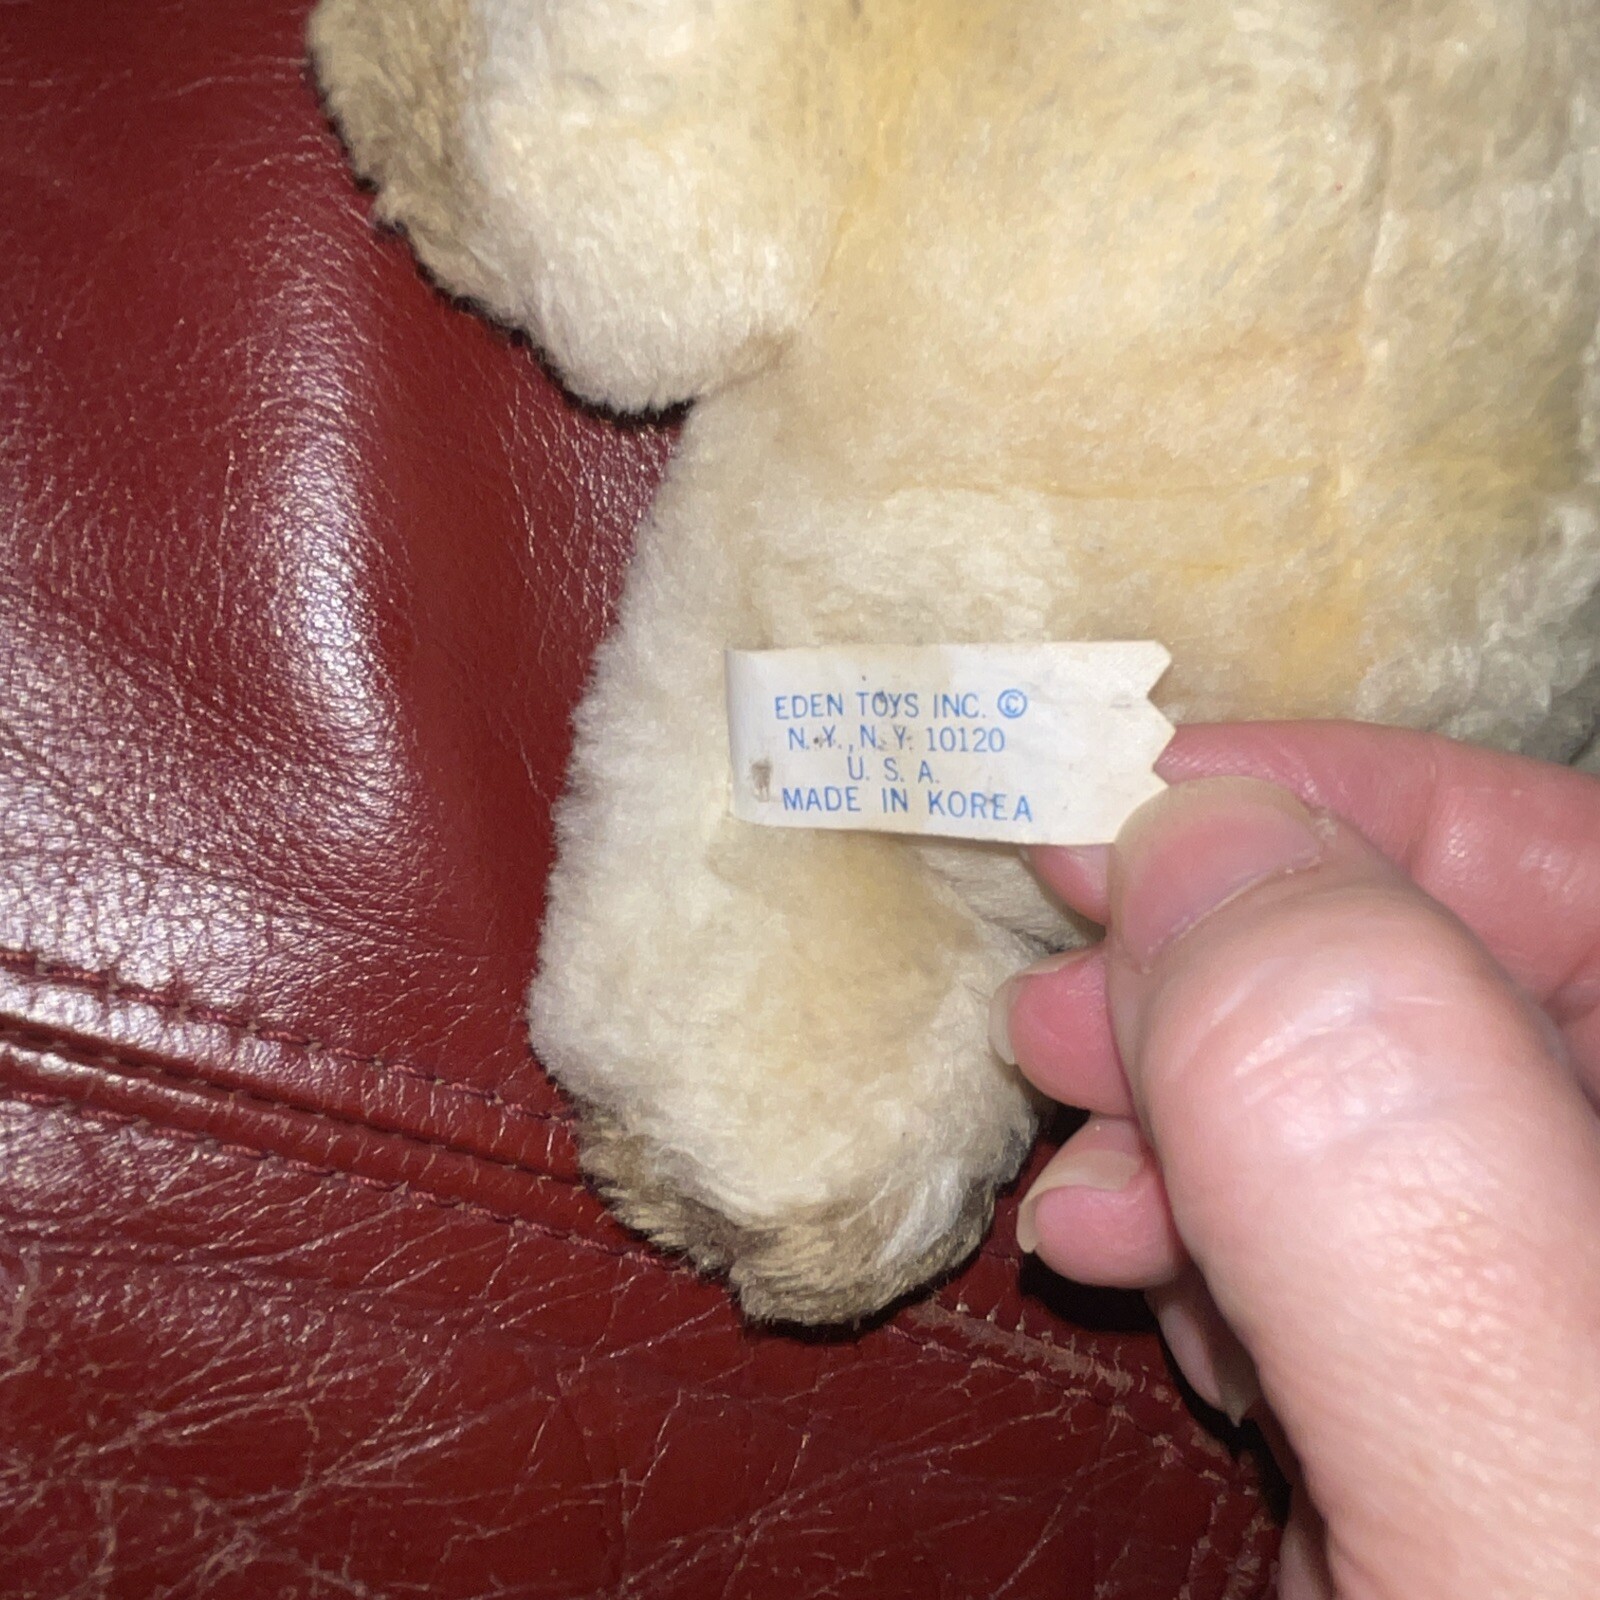 EDEN TOYS INC. ©
N.Y., N.Y. 10120
U. S. A.
MADE IN KOREA